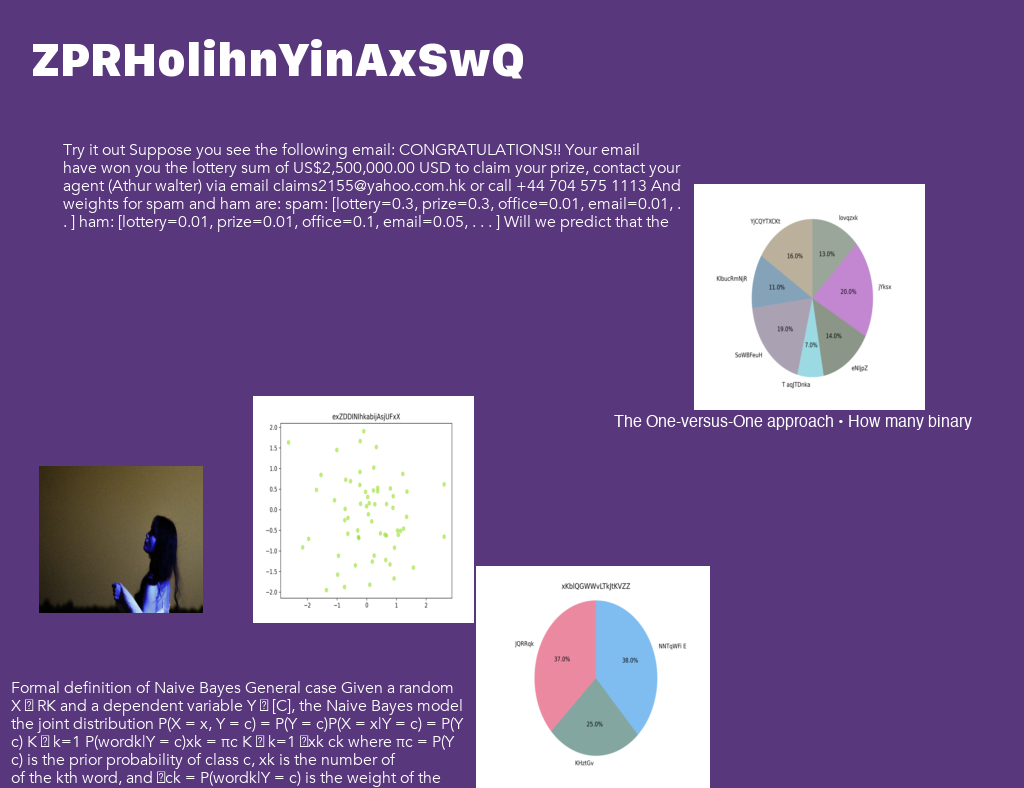 ZPRHolihnYinAxSwQ
Try it out Suppose you see the following email: CONGRATULATIONS!! Your email
have won you the lottery sum of US$2,500,000.00 USD to claim your prize, contact your
agent (Athur walter) via email claims2155@yahoo.com.hk or call +44 704 575 1113 And
weights for spam and ham are: spam: [lottery=0.3, prize=0.3, office=0.01, email=0.01, .
. ] ham: [lottery=0.01, prize=0.01, office=0.1, email=0.05, . . . ] Will we predict that the
YjCQYTXCKt
lovqzxk
16.0%
13.0%
KlbucRmNjR
11.0%
20.0%
jYksx
19.0%
14.0%
7.0%
SoWBFeuH
eNljpZ
T aqJTDnka
The One-versus-One approach • How many binary
exZDDlNlhkabijAsjUFxX
2.0
1.5
1.0
0.5
0.0
−0.5
−1.0
−1.5
−2.0
−2 −1 0 1 2
xKblQGWWvLTkJtKVZZ
JQRRqk
NNTqWFi E
37.0%
38.0%
25.0%
KHztGv
Formal definition of Naive Bayes General case Given a random
X RK and a dependent variable Y [C], the Naive Bayes model
the joint distribution P(X = x, Y = c) = P(Y = c)P(X = x|Y = c) = P(Y
c) K k=1 P(wordk|Y = c)xk = πc K k=1 xk ck where πc = P(Y
c) is the prior probability of class c, xk is the number of
of the kth word, and ck = P(wordk|Y = c) is the weight of the